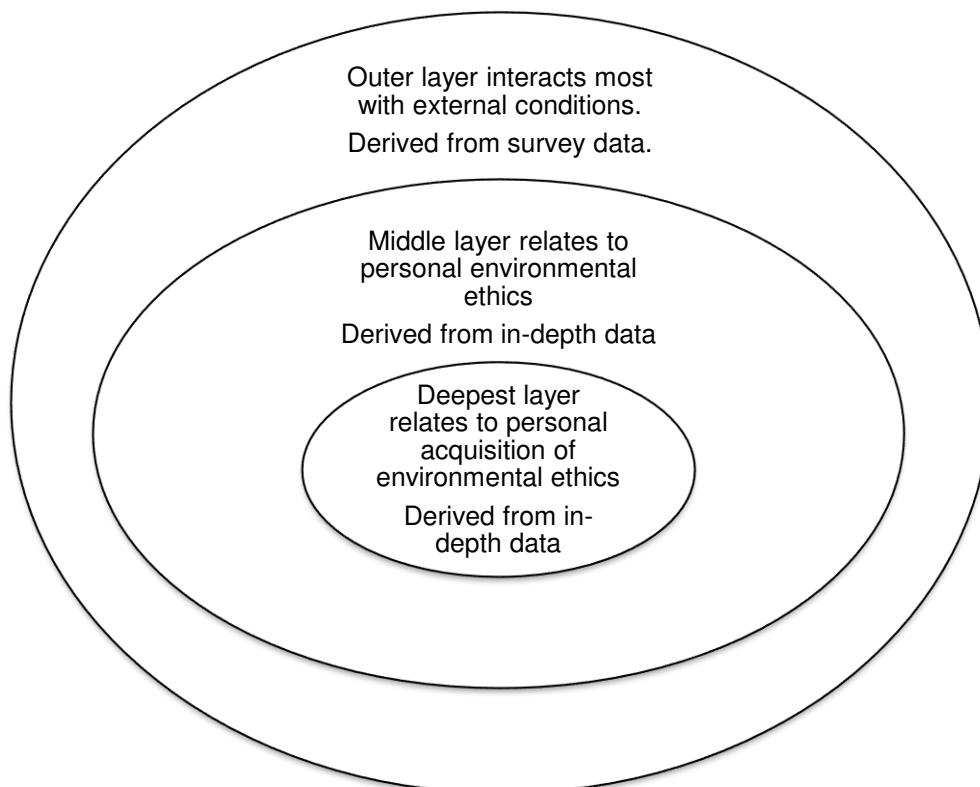 Outer layer interacts most
with external conditions.
Derived from survey data.
Middle layer relates to
personal environmental
ethics
Derived from in-depth data
Deepest layer
relates to personal
acquisition of
environmental ethics
Derived from in-
depth data